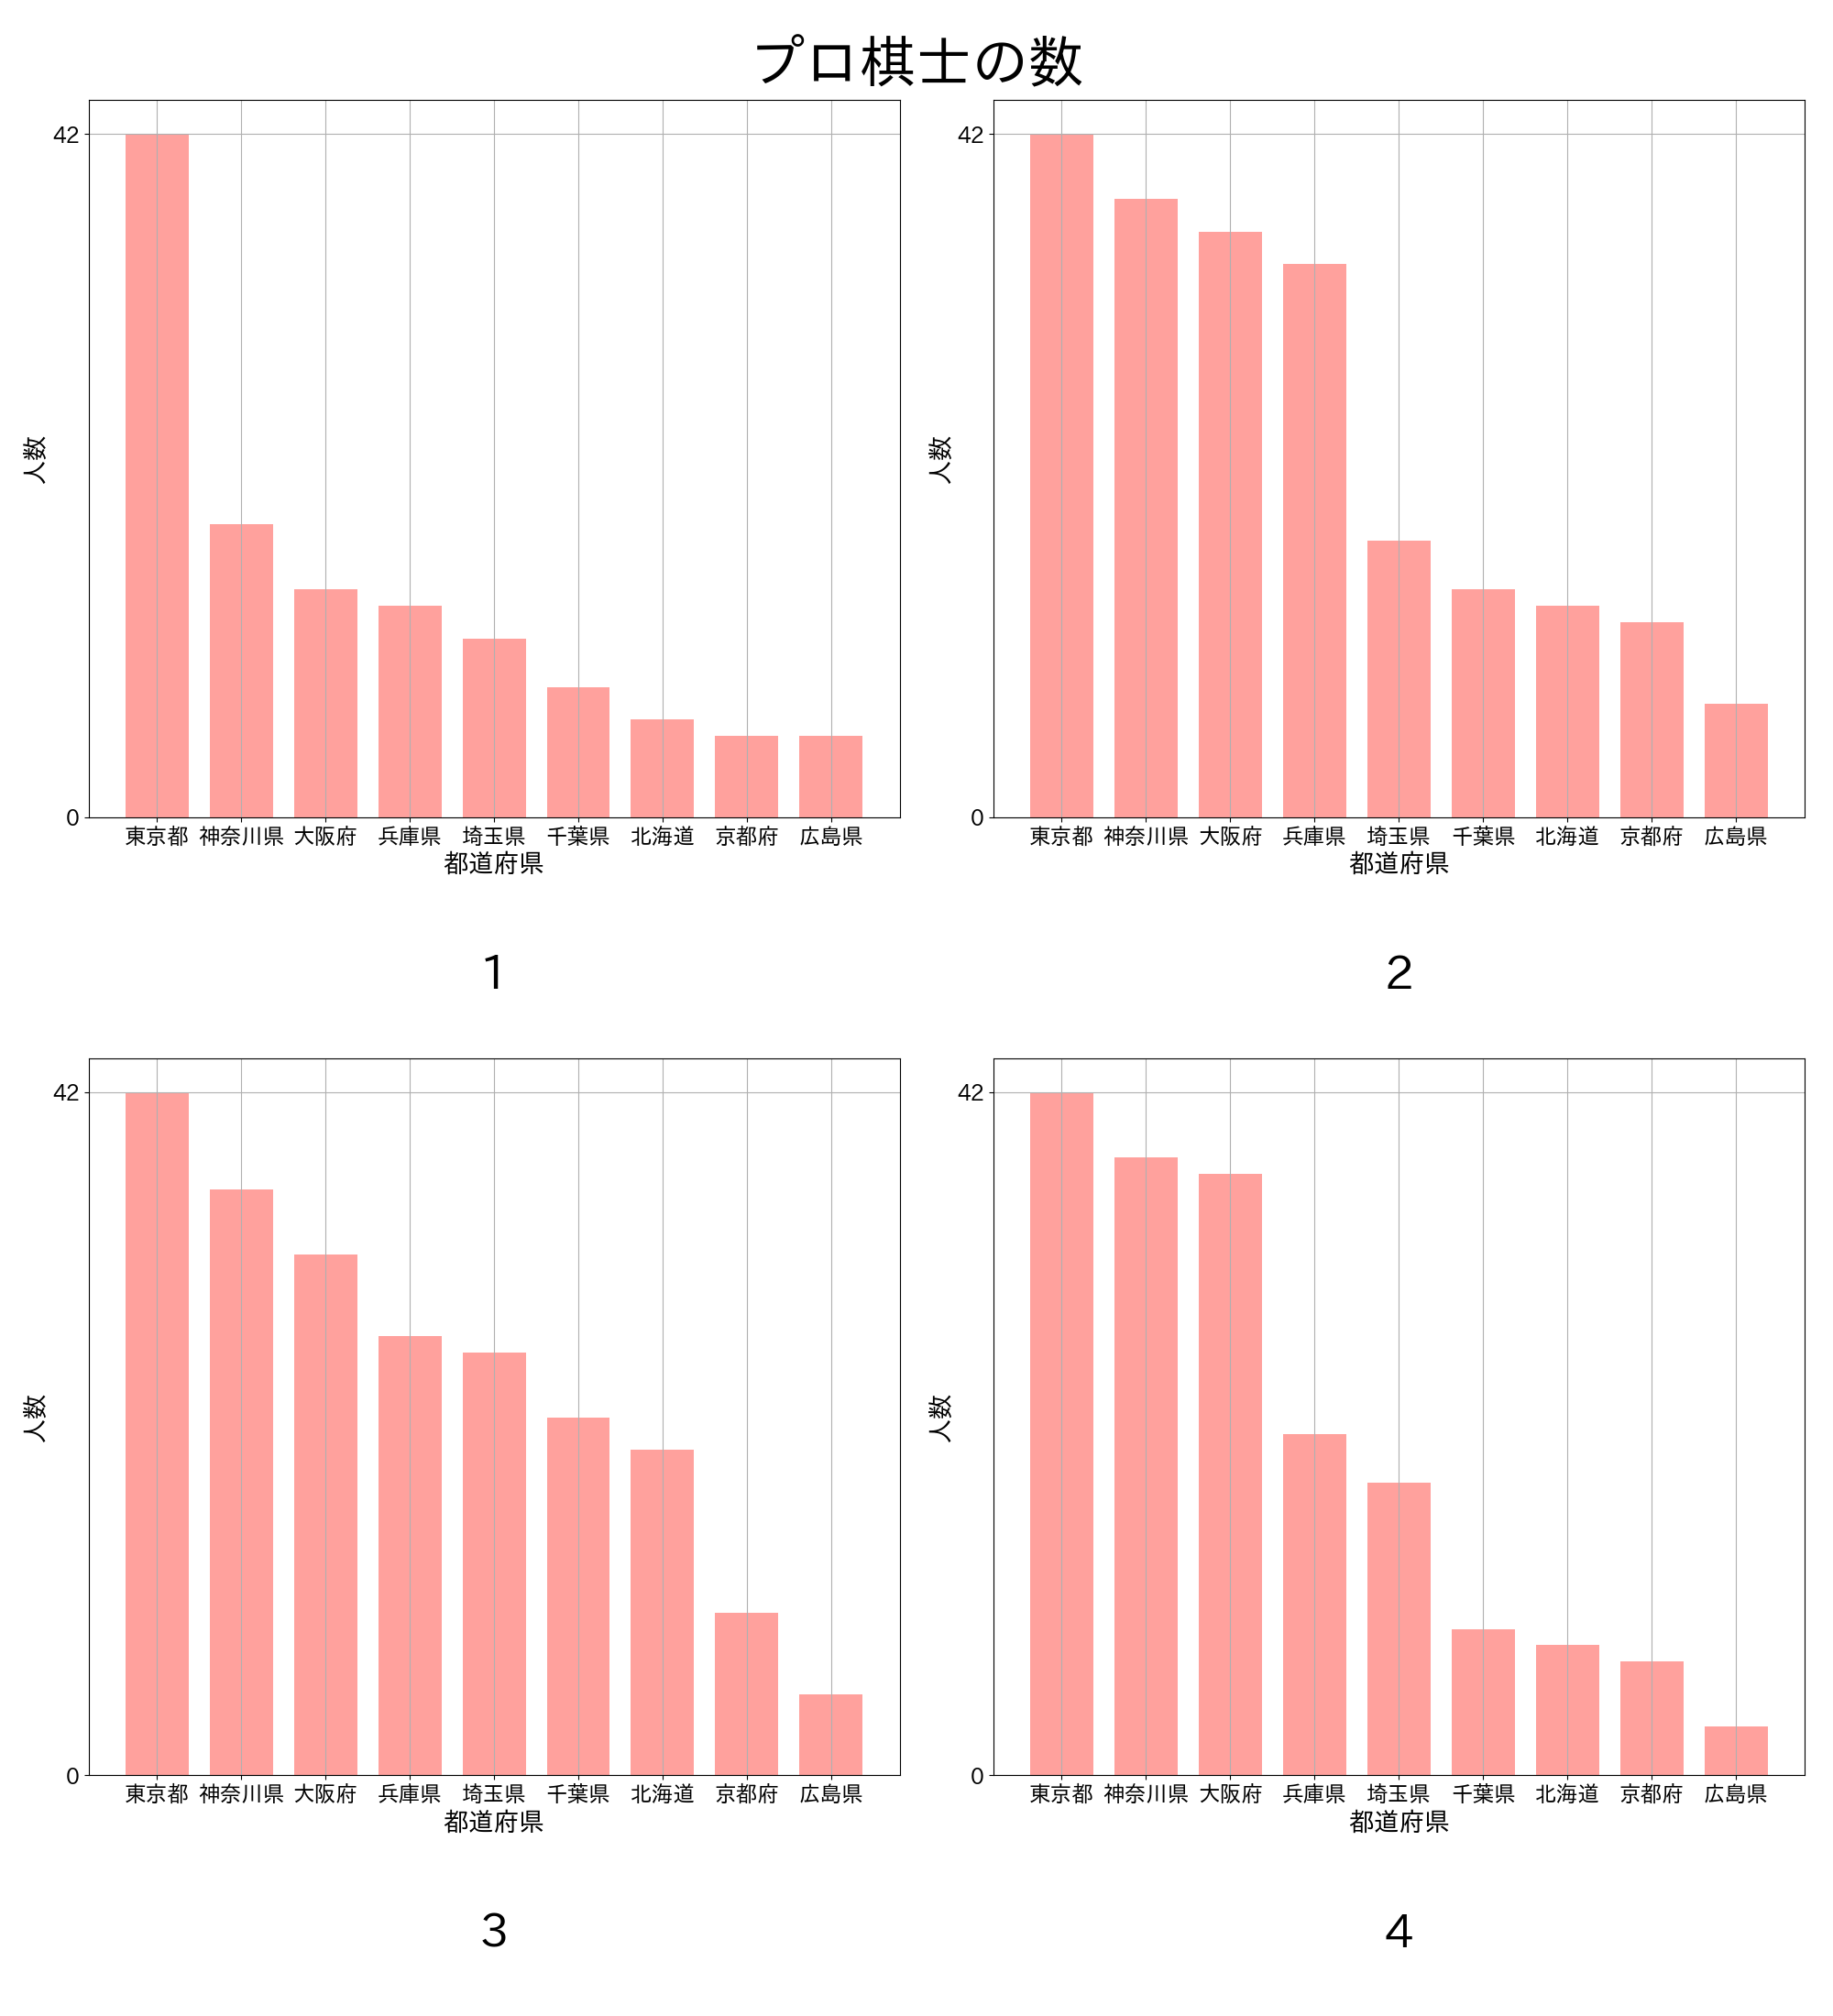 プロ棋士の数
42
人数
0
東京都 神奈川県 大阪府 兵庫県 埼玉県 千葉県 北海道 京都府 広島県
都道府県
1
42
人数
0
東京都 神奈川県 大阪府 兵庫県 埼玉県 千葉県 北海道 京都府 広島県
都道府県
2
42
人数
0
東京都 神奈川県 大阪府 兵庫県 埼玉県 千葉県 北海道 京都府 広島県
都道府県
3
42
人数
0
東京都 神奈川県 大阪府 兵庫県 埼玉県 千葉県 北海道 京都府 広島県
都道府県
4